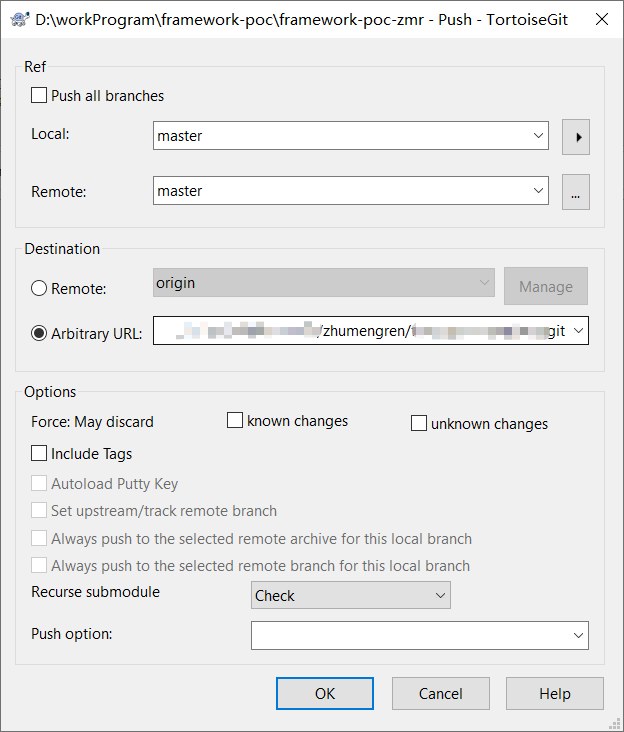 D:\workProgram\framework-poc\framework-poc-zmr - Push - TortoiseGit
Ref
Push all branches
Local:
master
Remote:
master
...
Destination
Remote:
origin
Manage
Arbitrary URL:
/zhumengren/
git
Options
Force: May discard
known changes
unknown changes
Include Tags
Autoload Putty Key
Set upstream/track remote branch
Always push to the selected remote archive for this local branch
Always push to the selected remote branch for this local branch
Recurse submodule
Check
Push option:
OK
Cancel
Help